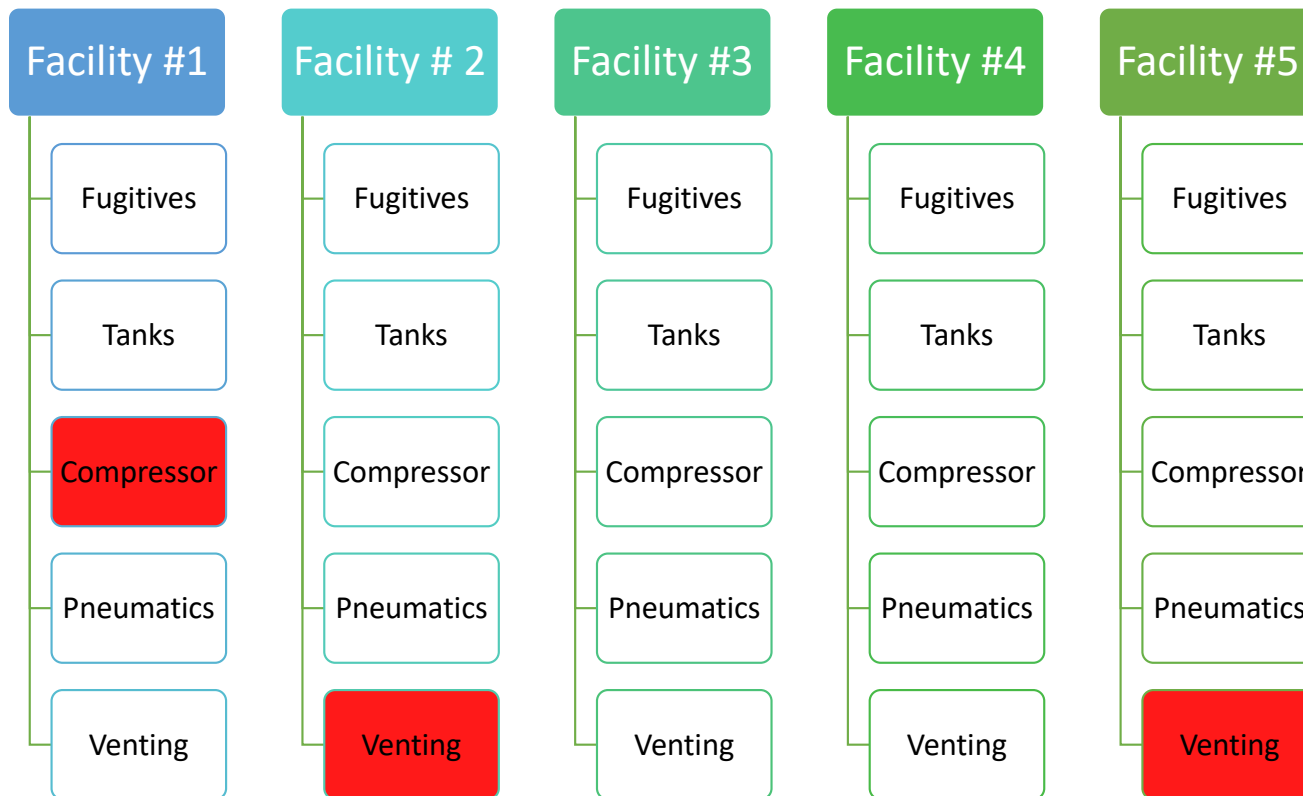 Facility #1
Fugitives
Tanks
Compressor
Pneumatics
Venting
Facility # 2
Fugitives
Tanks
Compressor
Pneumatics
Venting
Facility #3
Fugitives
Tanks
Compressor
Pneumatics
Venting
Facility #4
Fugitives
Tanks
Compressor
Pneumatics
Venting
Facility #5
Fugitives
Tanks
Compressor
Pneumatics
Venting